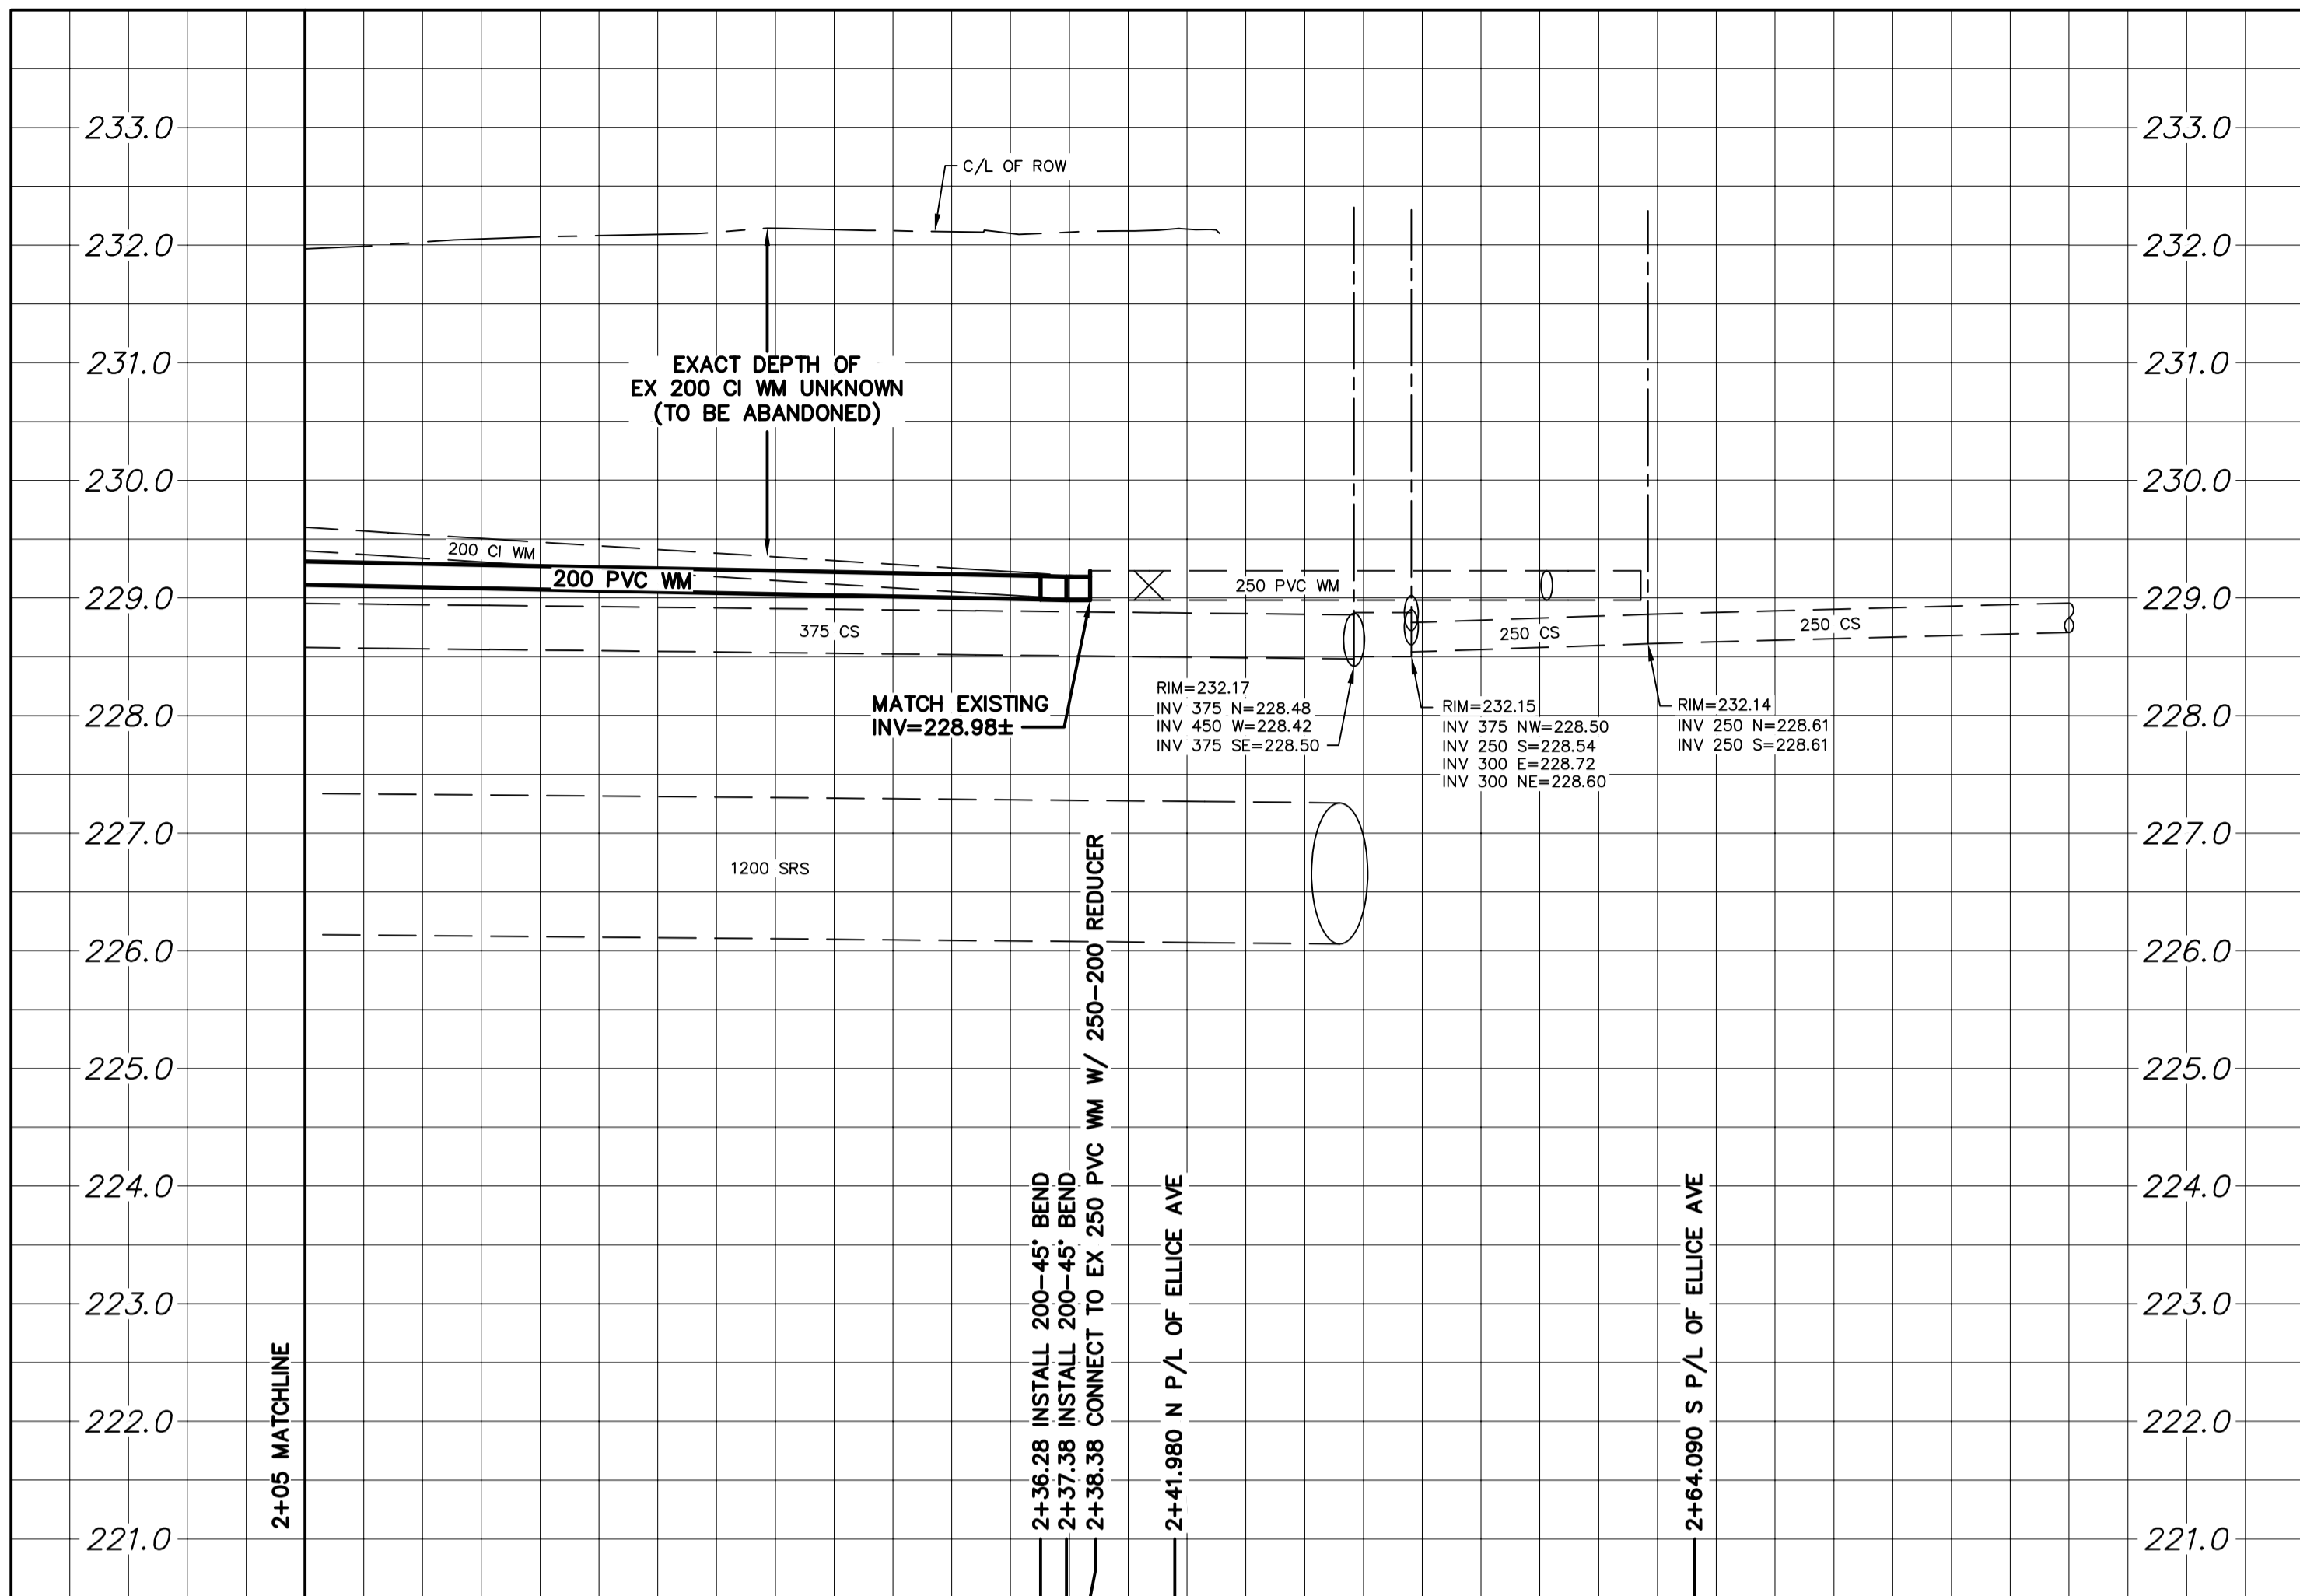 233.0
233.0
C/L OF ROW
232.0
232.0
231.0
231.0
EXACT DEPTH OF
EX 200 CI WM UNKNOWN
(TO BE ABANDONED)
230.0
230.0
200 CI WM
200 PVC WM
250 PVC WM
229.0
229.0
375 CS
250 CS
250 CS
MATCH EXISTING
INV=228.98±
RIM=232.17
INV 375 N=228.48
INV 450 W=228.42
INV 375 SE=228.50
RIM=232.15
INV 375 NW=228.50
INV 250 S=228.54
INV 300 E=228.72
INV 300 NE=228.60
RIM=232.14
INV 250 N=228.61
INV 250 S=228.61
228.0
228.0
227.0
227.0
1200 SRS
226.0
226.0
225.0
225.0
224.0
224.0
223.0
223.0
222.0
222.0
221.0
221.0
2+05 MATCHLINE
2+36.28 INSTALL 200-45° BEND
2+37.38 INSTALL 200-45° BEND
2+38.38 CONNECT TO EX 250 PVC WM W/ 250-200 REDUCER
2+41.980 N P/L OF ELLICE AVE
2+64.090 S P/L OF ELLICE AVE